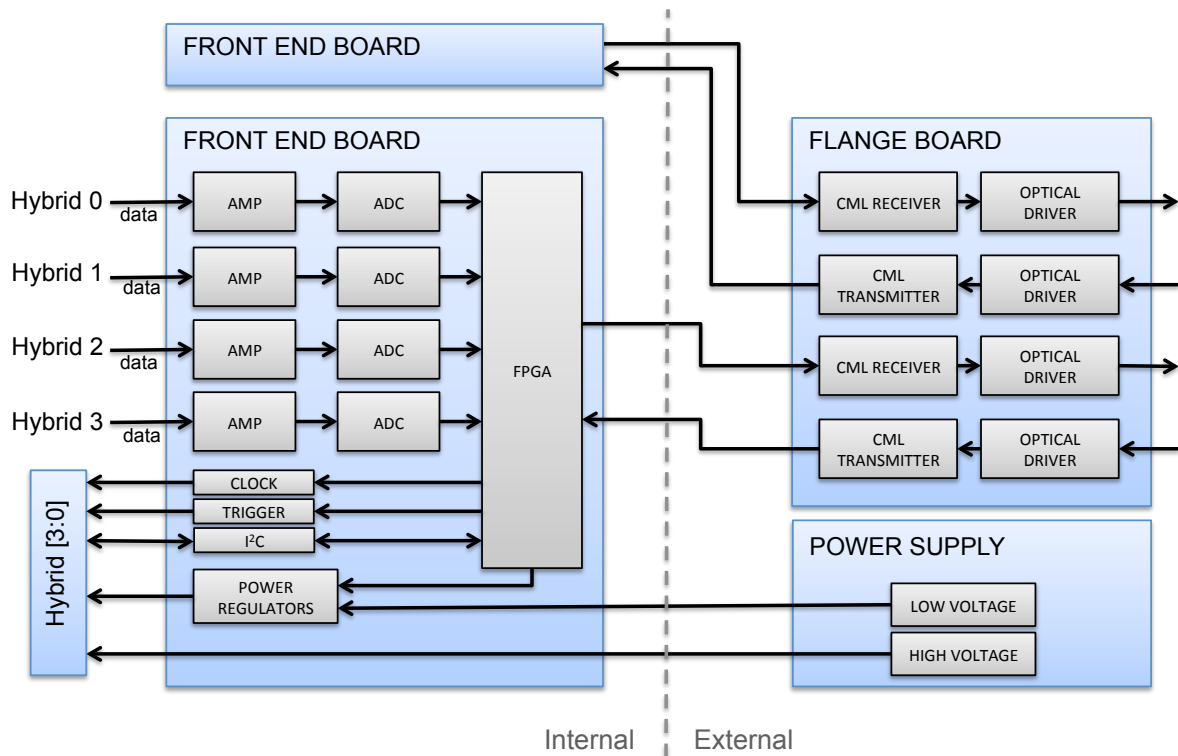 FRONT END BOARD
FRONT END BOARD
FLANGE BOARD
Hybrid 0
data
AMP
ADC
CML RECEIVER
OPTICAL
DRIVER
Hybrid 1
data
AMP
ADC
CML
TRANSMITTER
OPTICAL
DRIVER
Hybrid 2
data
AMP
ADC
FPGA
CML RECEIVER
OPTICAL
DRIVER
Hybrid 3
data
AMP
ADC
CML
TRANSMITTER
OPTICAL
DRIVER
Hybrid [3:0]
CLOCK
TRIGGER
I²C
POWER
REGULATORS
POWER SUPPLY
LOW VOLTAGE
HIGH VOLTAGE
Internal
External